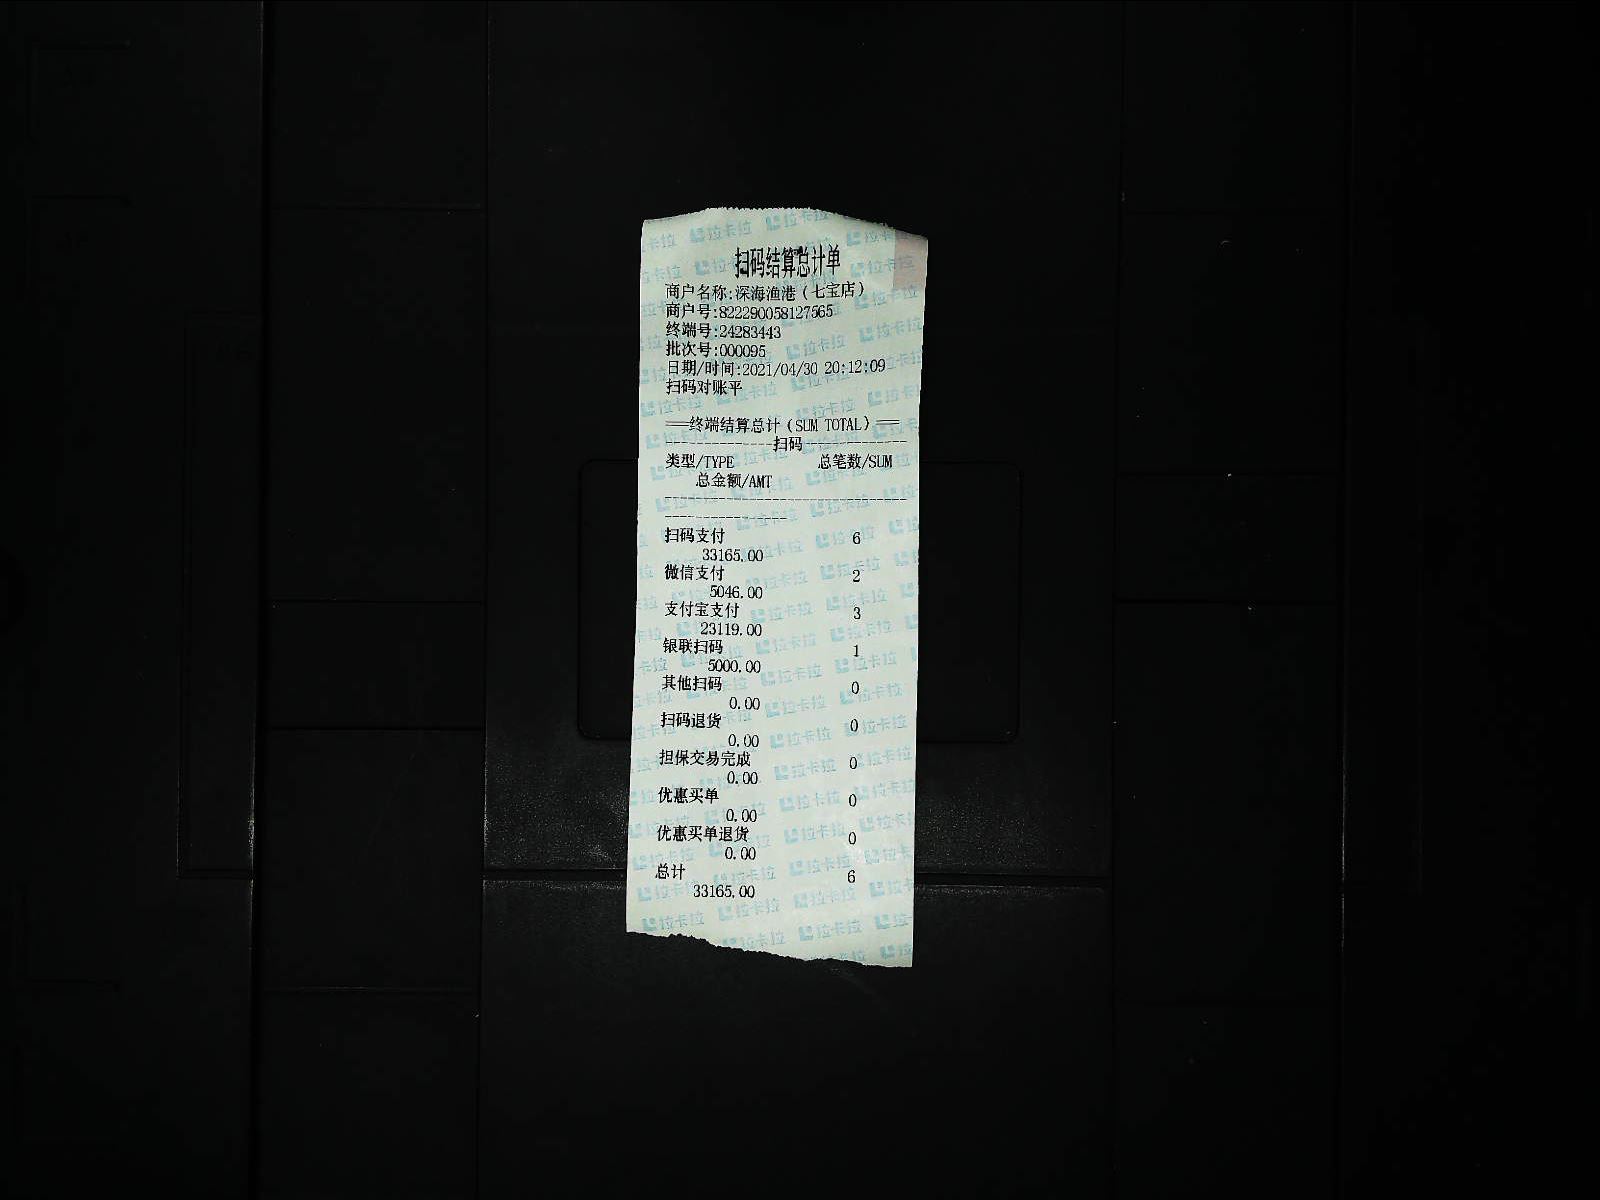 扫码结算总计单
商户名称:深海渔港（七宝店）
商户号:822290058127565
终端号:24283443
批次号:000095
日期/时间:2021/04/30 20:12:09
扫码对账平
══终端结算总计（SUM TOTAL）══
--------------扫码--------------
类型/TYPE 总笔数/SUM
总金额/AMT
扫码支付 6
33165.00
微信支付 2
5046.00
支付宝支付 3
23119.00
银联扫码 1
5000.00
其他扫码 0
0.00
扫码退货 0
0.00
担保交易完成 0
0.00
优惠买单 0
0.00
优惠买单退货 0
0.00
总计 6
33165.00
拉卡拉